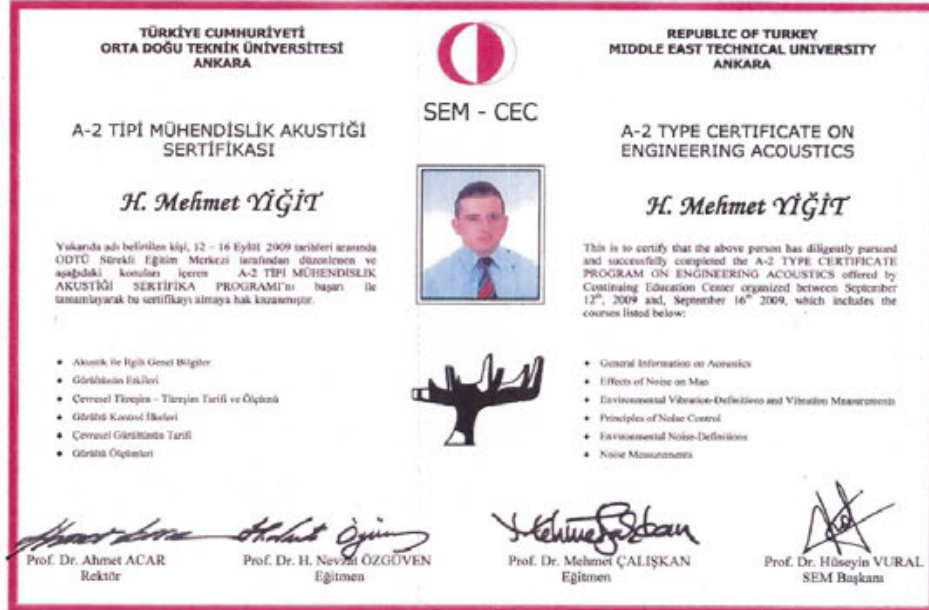 TÜRKİYE CUMHURİYETİ
ORTA DOĞU TEKNİK ÜNİVERSİTESİ
ANKARA
A-2 TİPİ MÜHENDİSLİK AKUSTİĞİ
SERTİFİKASI
H. Mehmet YİĞİT
Yukarıda adı belirtilen kişi, 12 – 16 Eylül 2009 tarihleri arasında
ODTÜ Sürekli Eğitim Merkezi tarafından düzenlenen ve
aşağıdaki konuları içeren A-2 TİPİ MÜHENDİSLİK
AKUSTİĞİ SERTİFİKA PROGRAMI'nı başarı ile
tamamlayarak bu sertifikayı almaya hak kazanmıştır.
• Akustik ile İlgili Genel Bilgiler
• Gürültünün Etkileri
• Çevresel Titreşim – Titreşim Tarifi ve Ölçümü
• Gürültü Kontrol İlkeleri
• Çevresel Gürültünün Tarifi
• Gürültü Ölçümleri
SEM - CEC
REPUBLIC OF TURKEY
MIDDLE EAST TECHNICAL UNIVERSITY
ANKARA
A-2 TYPE CERTIFICATE ON
ENGINEERING ACOUSTICS
H. Mehmet YİĞİT
This is to certify that the above person has diligently pursued
and successfully completed the A-2 TYPE CERTIFICATE
PROGRAM ON ENGINEERING ACOUSTICS offered by
Continuing Education Center organized between September
12th, 2009 and, September 16th 2009, which includes the
courses listed below:
• General Information on Acoustics
• Effects of Noise on Man
• Environmental Vibration-Definitions and Vibration Measurements
• Principles of Noise Control
• Environmental Noise-Definitions
• Noise Measurements
Prof. Dr. Ahmet ACAR
Rektör
Prof. Dr. H. Nevzat ÖZGÜVEN
Eğitmen
Prof. Dr. Mehmet ÇALIŞKAN
Eğitmen
Prof. Dr. Hüseyin VURAL
SEM Başkanı